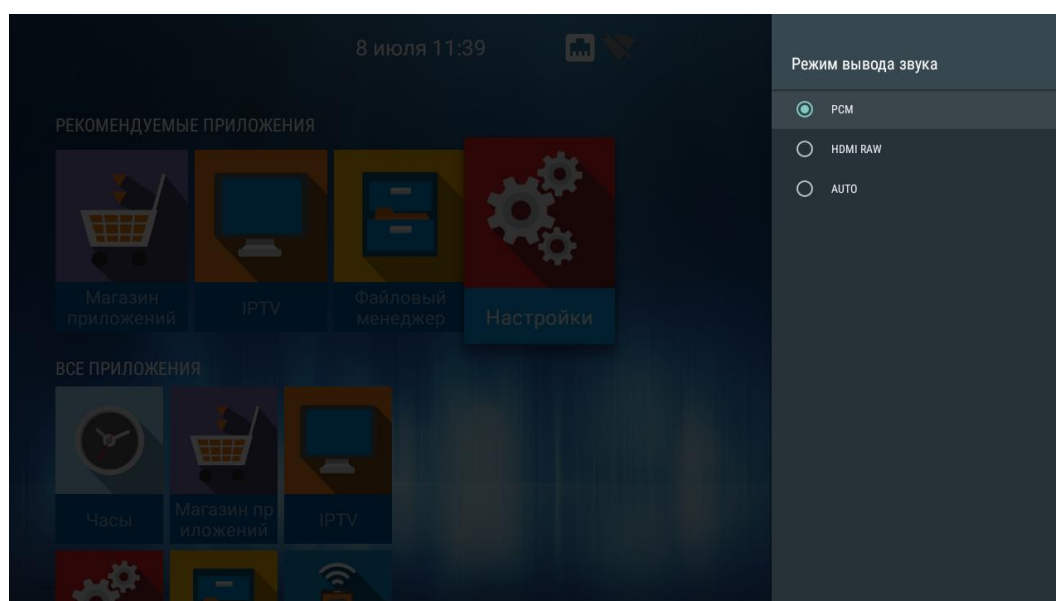 8 июля 11:39
РЕКОМЕНДУЕМЫЕ ПРИЛОЖЕНИЯ
Магазин
приложений
IPTV
Файловый
менеджер
Настройки
ВСЕ ПРИЛОЖЕНИЯ
Часы
Магазин пр
иложений
IPTV
Режим вывода звука
PCM
HDMI RAW
AUTO